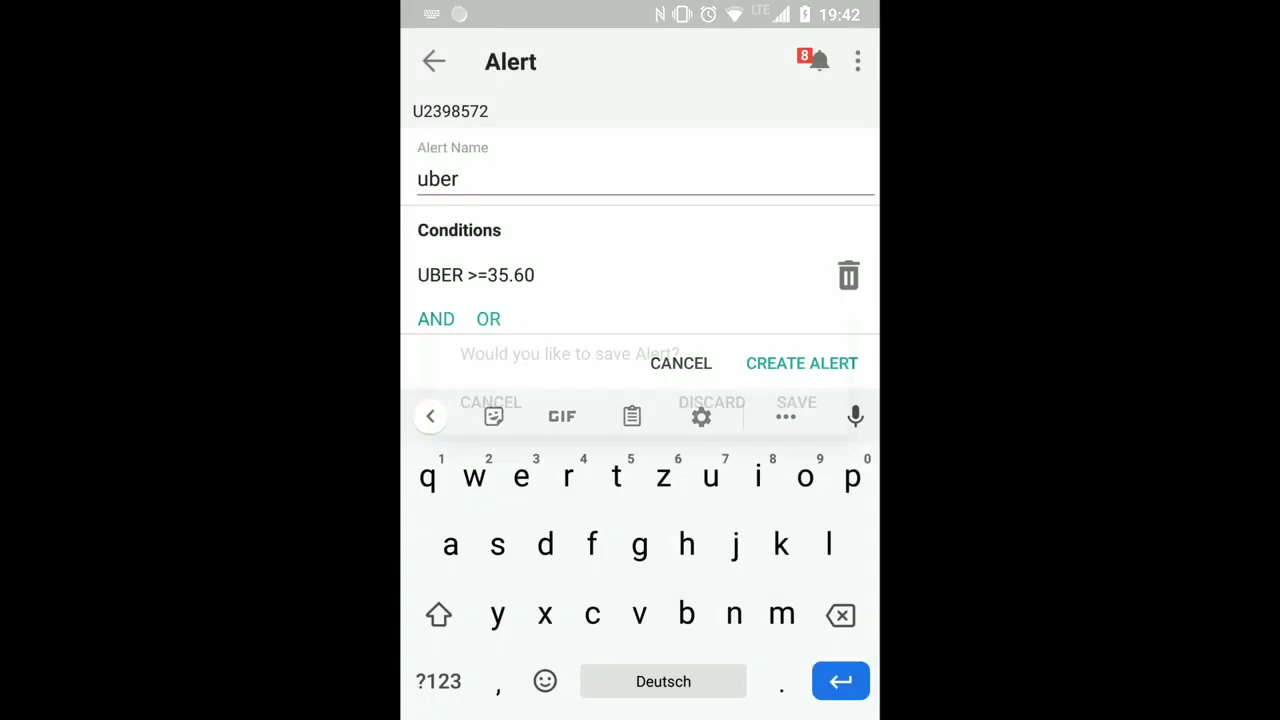 LTE 19:42
Alert
8
U2398572
Alert Name
uber
Conditions
UBER >=35.60
AND OR
Would you like to save Alert?
CANCEL CREATE ALERT
CANCEL DISCARD SAVE
GIF
1 2 3 4 5 6 7 8 9 0
q w e r t z u i o p
a s d f g h j k l
y x c v b n m
?123 , Deutsch .